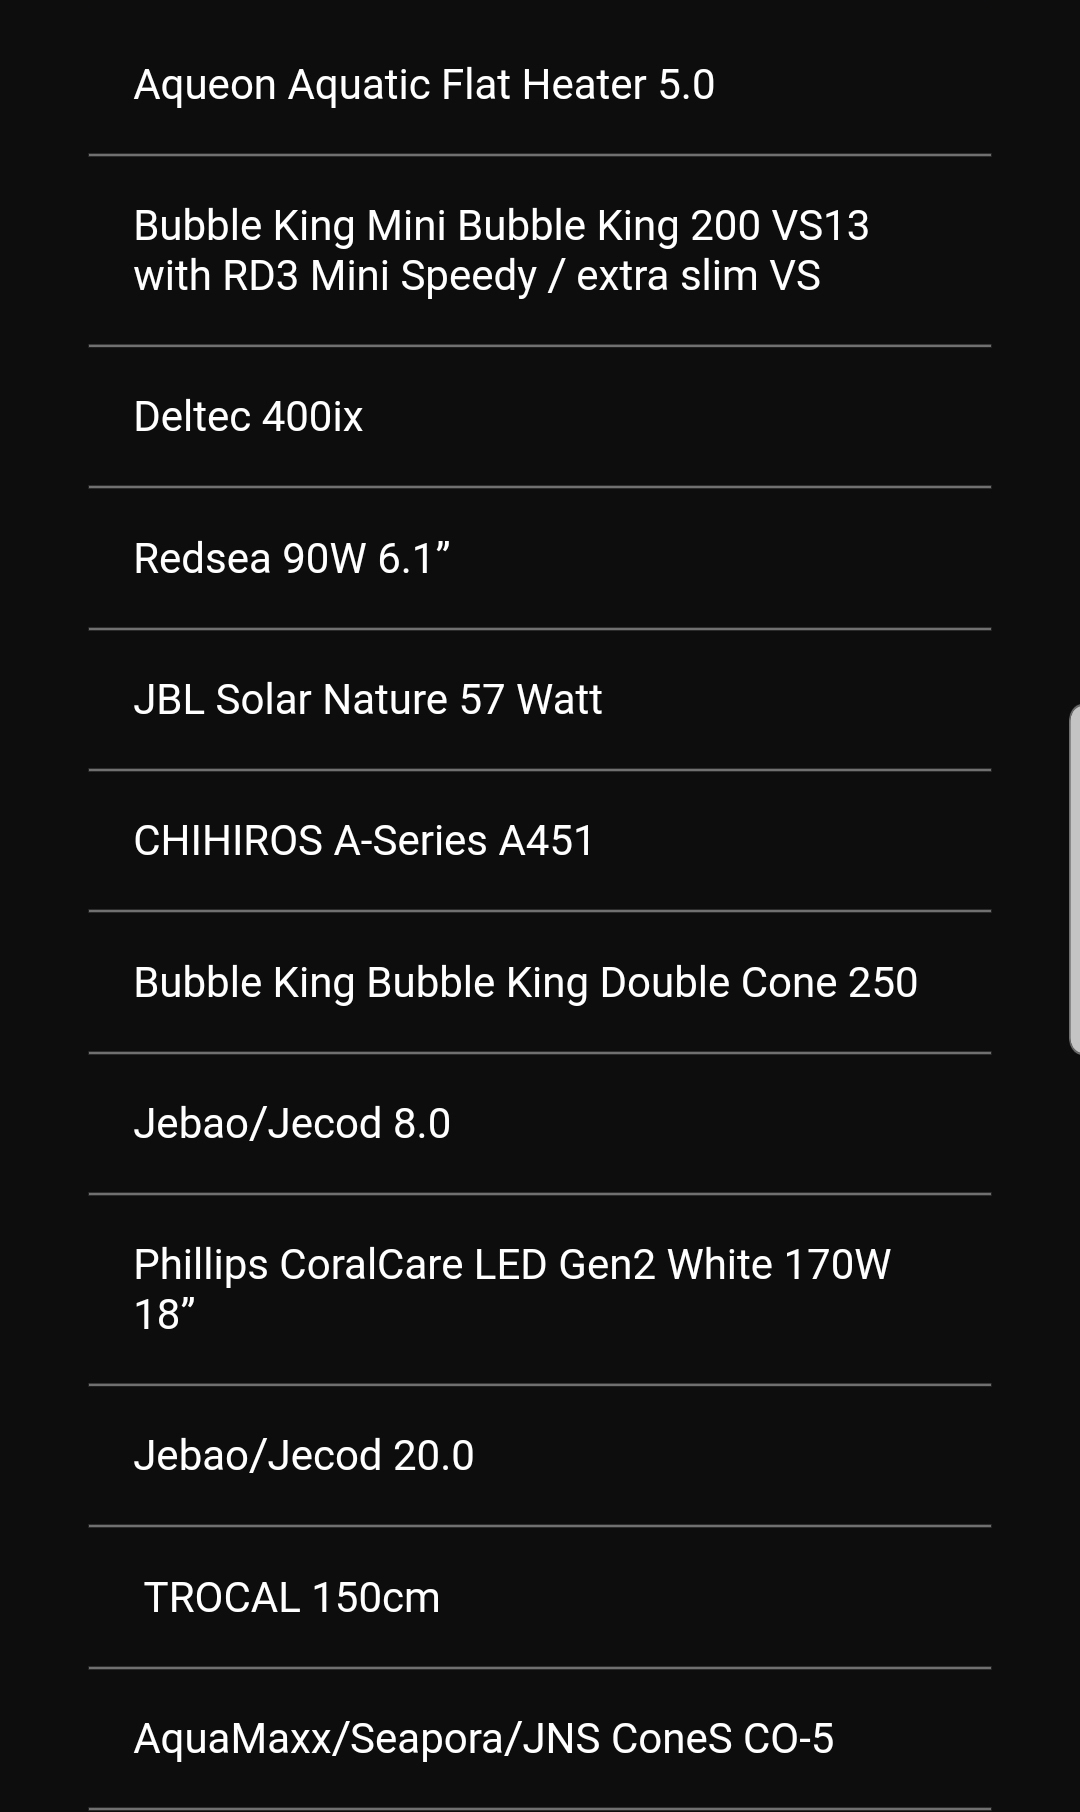 Aqueon Aquatic Flat Heater 5.0
Bubble King Mini Bubble King 200 VS13
with RD3 Mini Speedy / extra slim VS
Deltec 400ix
Redsea 90W 6.1”
JBL Solar Nature 57 Watt
CHIHIROS A-Series A451
Bubble King Bubble King Double Cone 250
Jebao/Jecod 8.0
Phillips CoralCare LED Gen2 White 170W
18”
Jebao/Jecod 20.0
TROCAL 150cm
AquaMaxx/Seapora/JNS ConeS CO-5